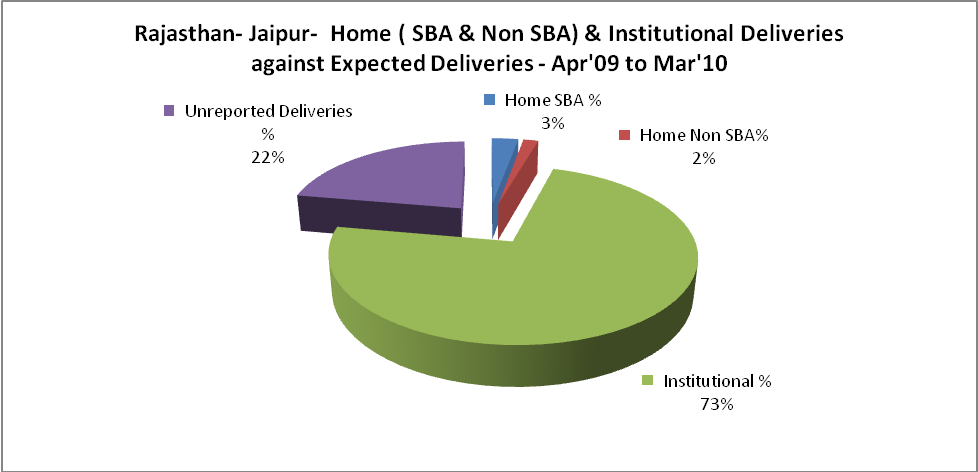 Rajasthan- Jaipur- Home ( SBA & Non SBA) & Institutional Deliveries
against Expected Deliveries - Apr'09 to Mar'10
Unreported Deliveries
%
22%
Home SBA %
3%
Home Non SBA%
2%
Institutional %
73%